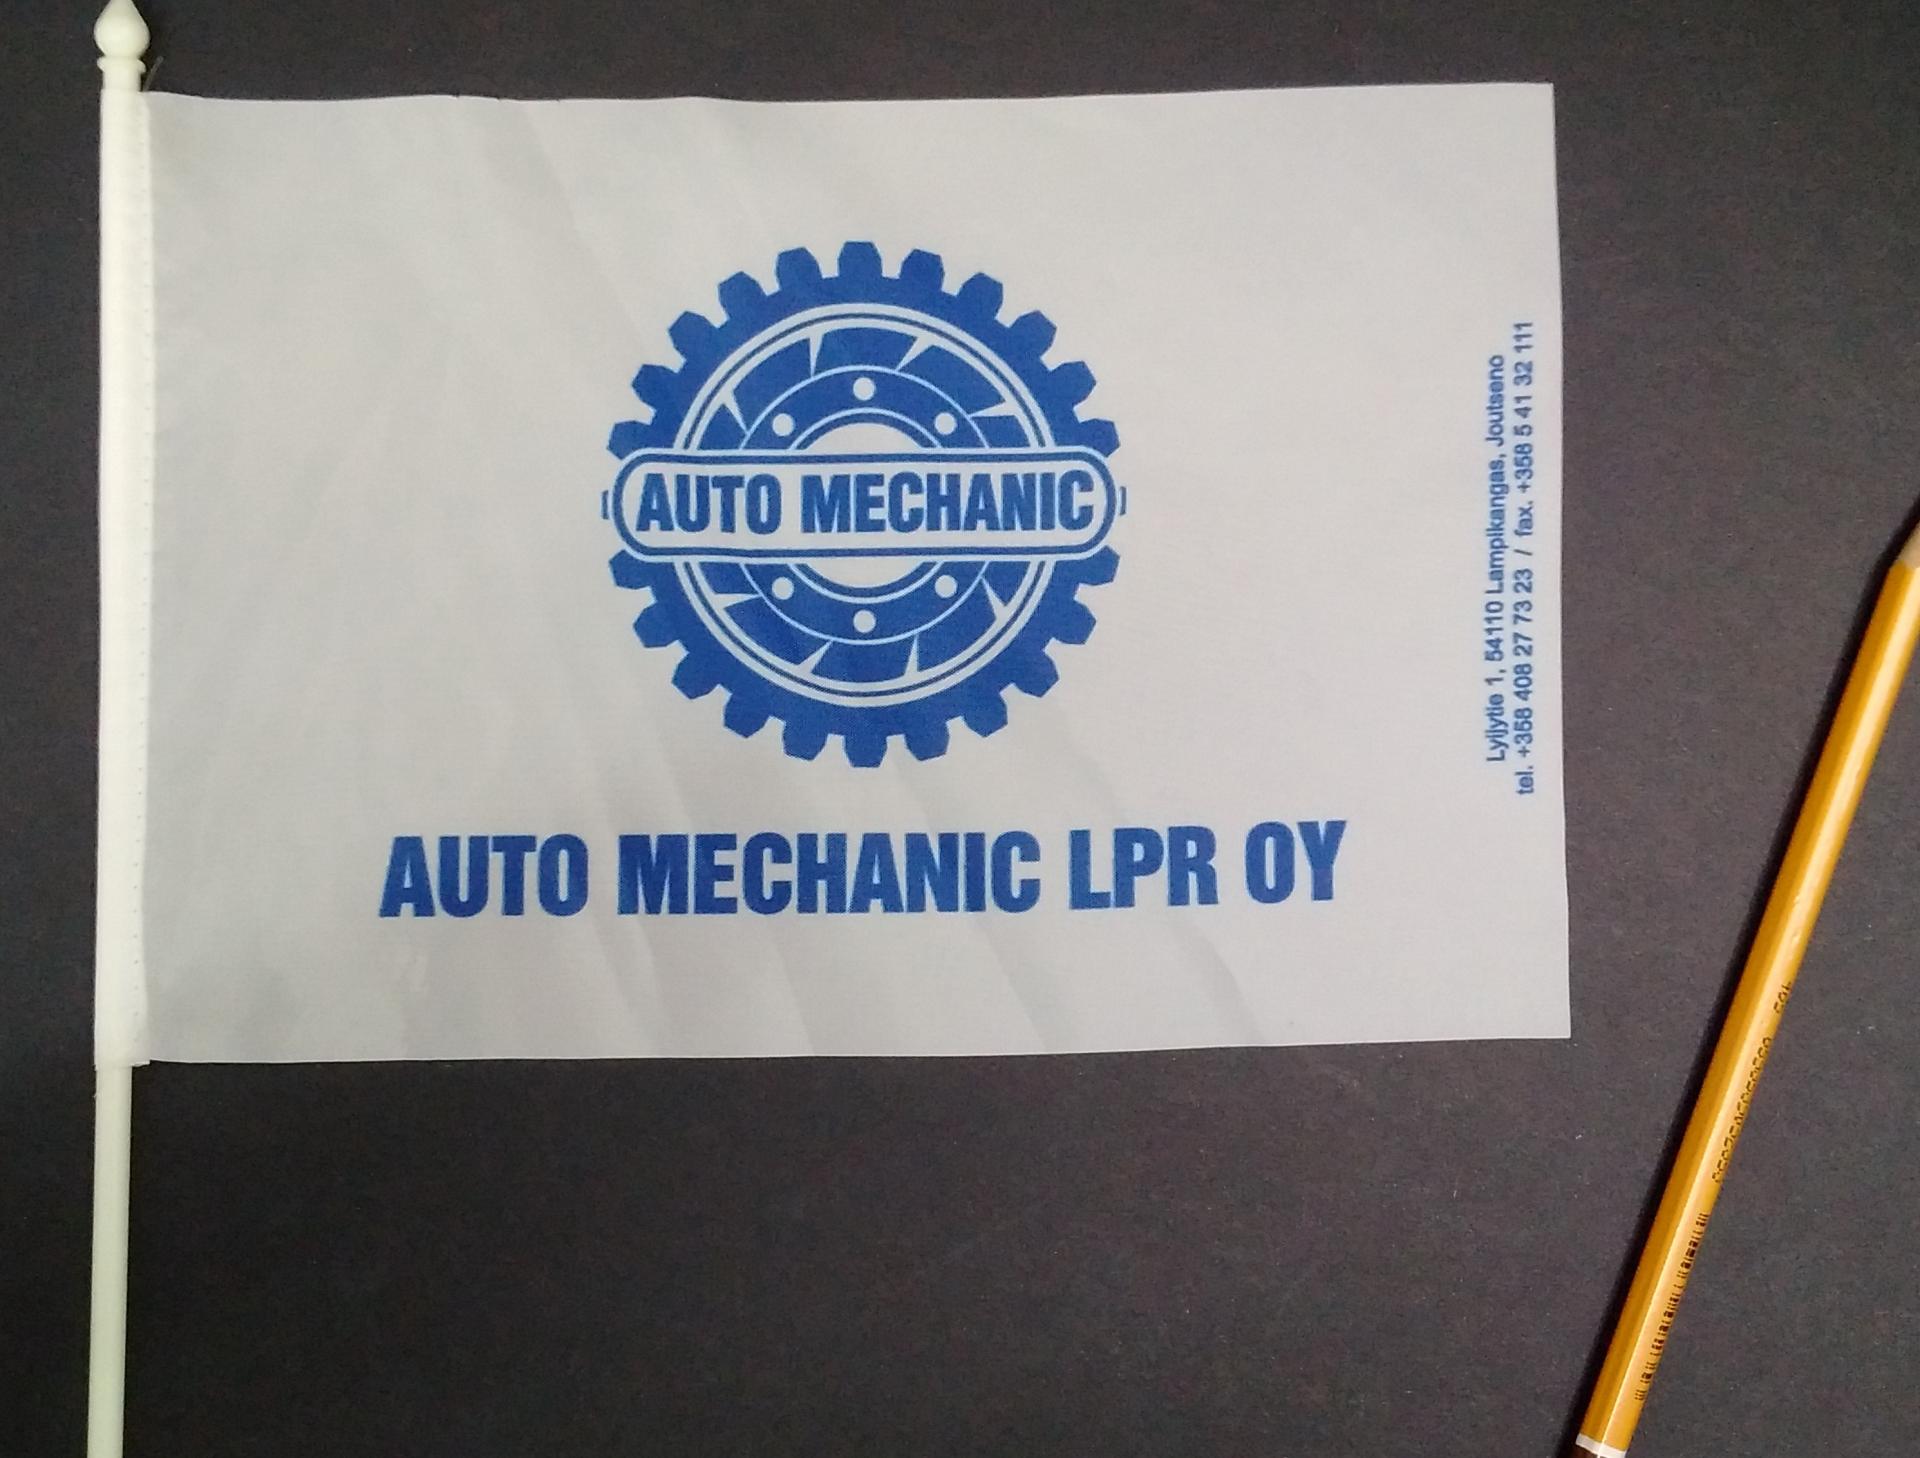 AUTO MECHANIC
AUTO MECHANIC LPR OY
Lyijytie 1, 54110 Lampikangas, Joutseno
tel. +358 408 27 73 23 / fax. +358 5 41 32 111